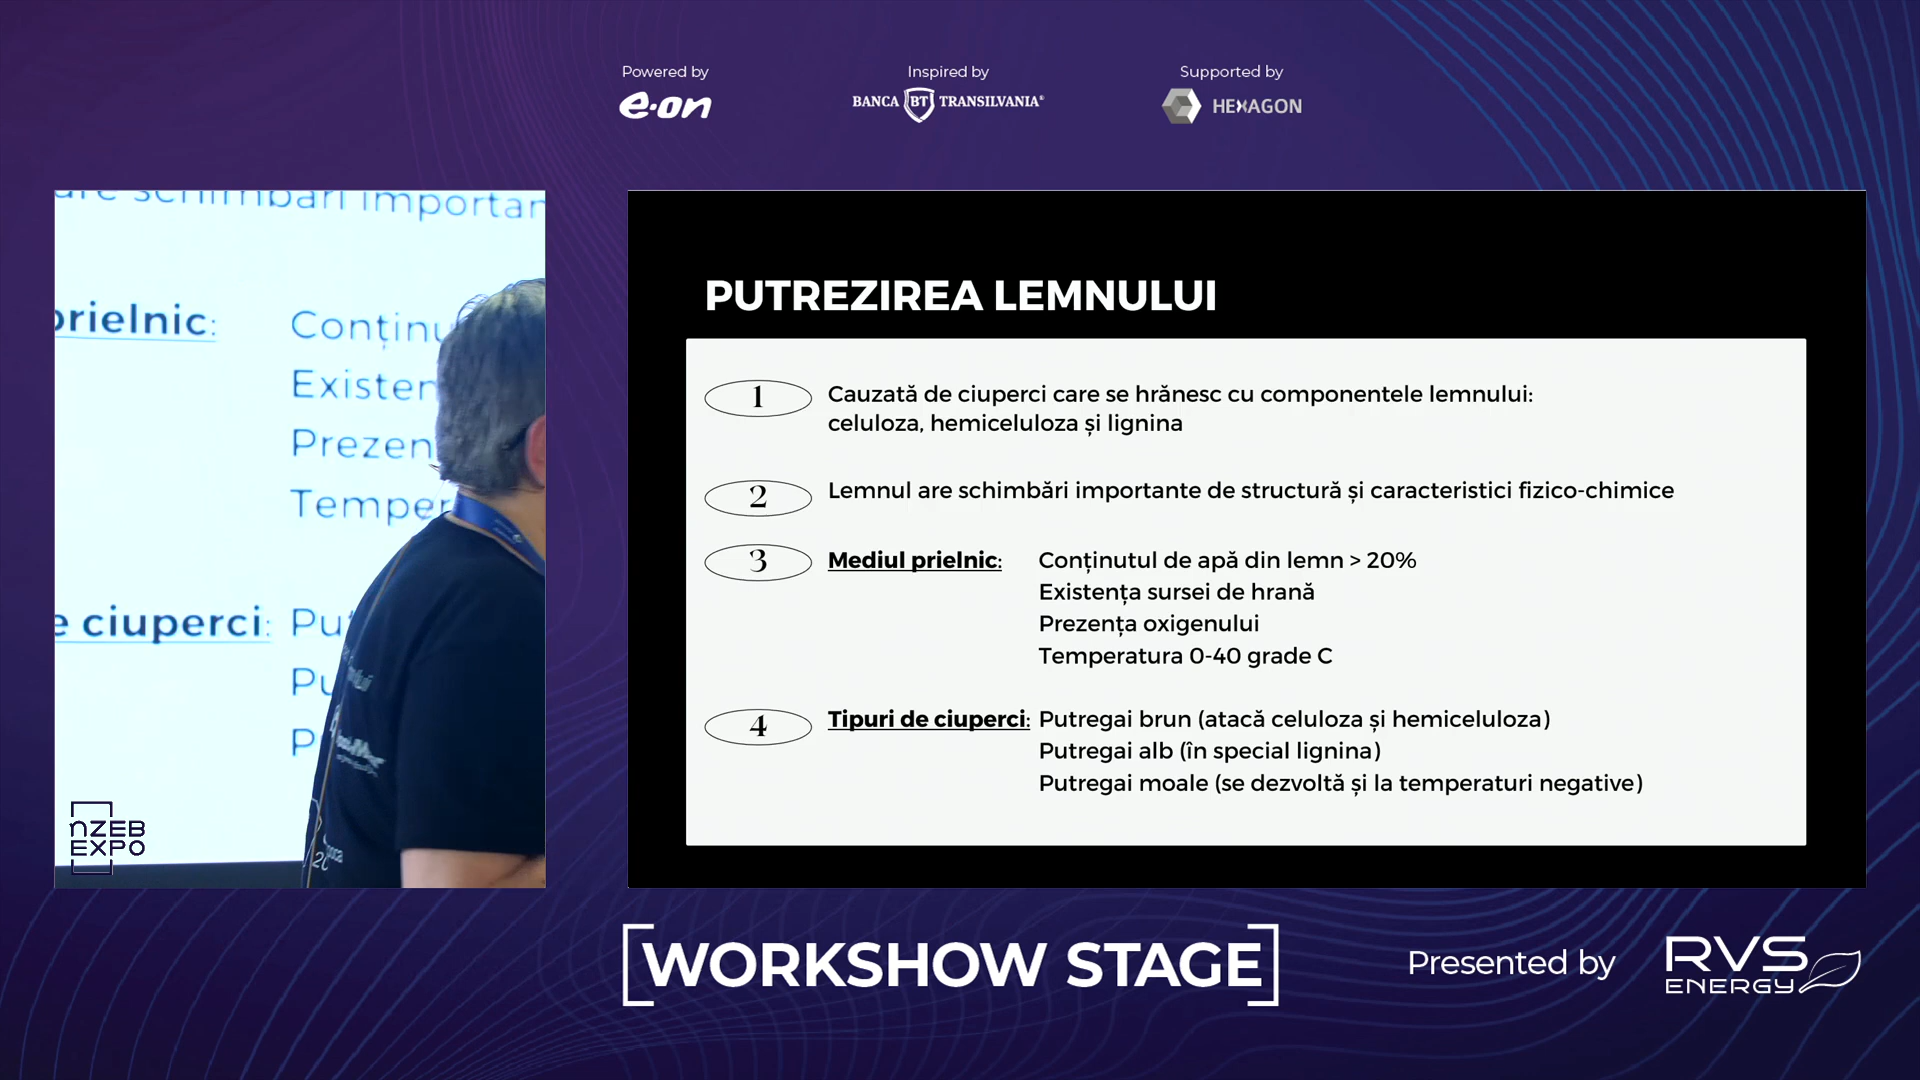 Powered by
e·on
Inspired by
BANCA BT TRANSILVANIA
Supported by
HEXAGON
are schimbări importan
prielnic:
Conținu
Existen
Prezen
Temper
e ciuperci:
Pu
Pu
P
nZEB
EXPO
PUTREZIREA LEMNULUI
1
Cauzată de ciuperci care se hrănesc cu componentele lemnului:
celuloza, hemiceluloza și lignina
2
Lemnul are schimbări importante de structură și caracteristici fizico-chimice
3
Mediul prielnic: Conținutul de apă din lemn > 20%
Existența sursei de hrană
Prezența oxigenului
Temperatura 0-40 grade C
4
Tipuri de ciuperci: Putregai brun (atacă celuloza și hemiceluloza)
Putregai alb (în special lignina)
Putregai moale (se dezvoltă și la temperaturi negative)
[WORKSHOW STAGE]
Presented by
RVS
ENERGY